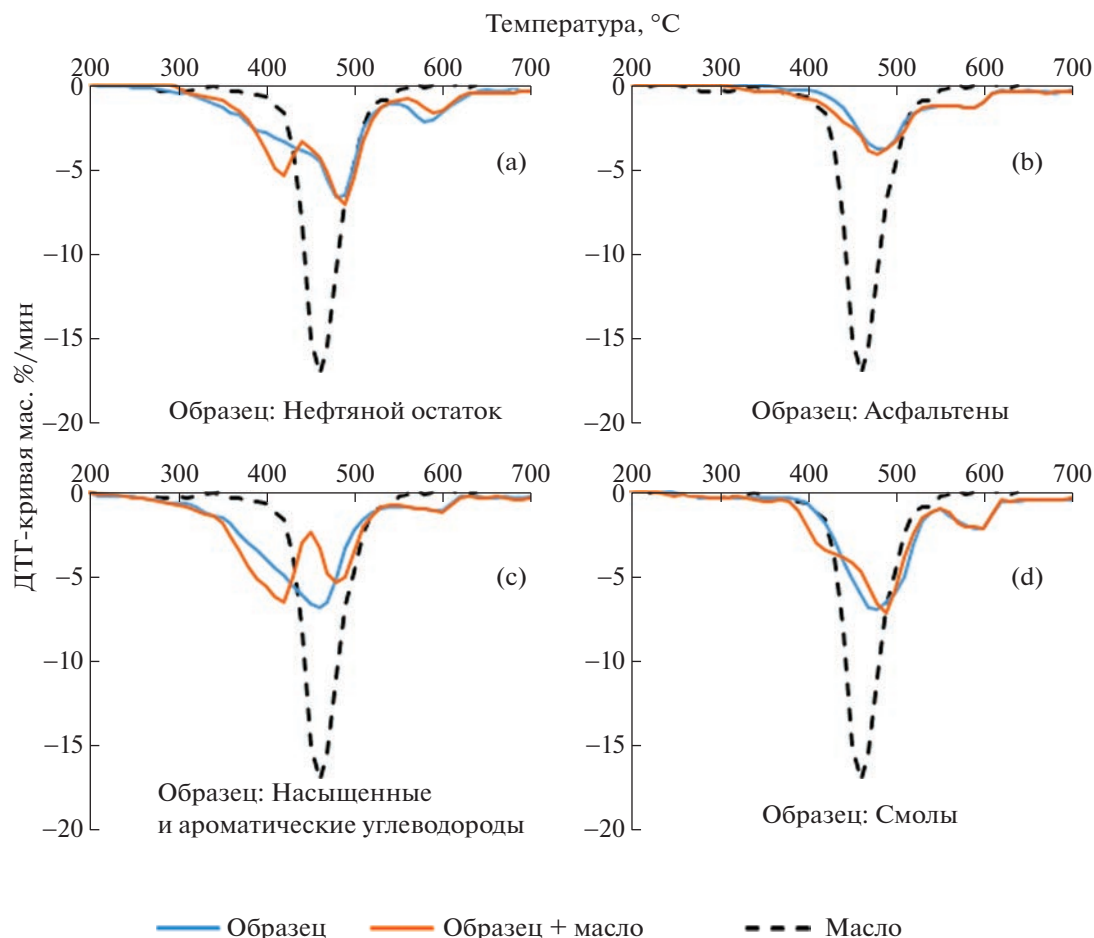 Температура, °C
200 300 400 500 600 700
0
–5
–10
–15
–20
(a)
Образец: Нефтяной остаток
200 300 400 500 600 700
0
–5
–10
–15
–20
(b)
Образец: Асфальтены
ДТГ-кривая мас. %/мин
200 300 400 500 600 700
0
–5
–10
–15
–20
(c)
Образец: Насыщенные
и ароматические углеводороды
200 300 400 500 600 700
0
–5
–10
–15
–20
(d)
Образец: Смолы
Образец Образец + масло Масло